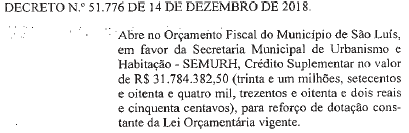 DECRETO N.º 51.776 DE 14 DE DEZEMBRO DE 2018.
Abre no Orçamento Fiscal do Município de São Luís,
em favor da Secretaria Municipal de Urbanismo e
Habitação - SEMURH, Crédito Suplementar no valor
de R$ 31.784.382,50 (trinta e um milhões, setecentos
e oitenta e quatro mil, trezentos e oitenta e dois reais
e cinquenta centavos), para reforço de dotação cons-
tante da Lei Orçamentária vigente.